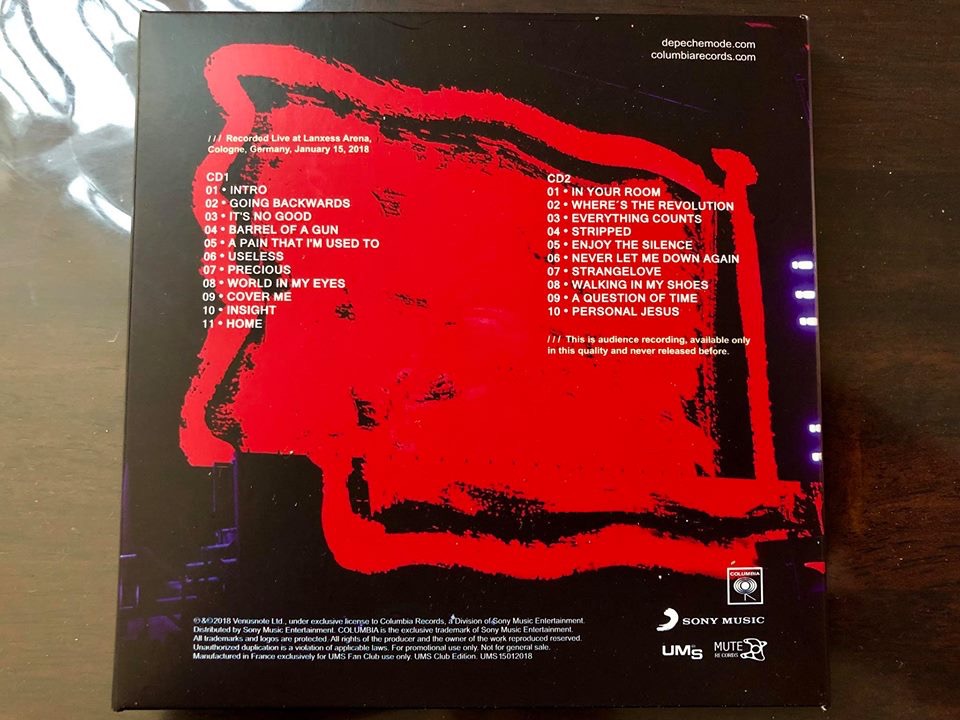 depechemode.com
columbiarecords.com
/// Recorded Live at Lanxess Arena,
Cologne, Germany, January 15, 2018
CD1
01 • INTRO
02 • GOING BACKWARDS
03 • IT'S NO GOOD
04 • BARREL OF A GUN
05 • A PAIN THAT I'M USED TO
06 • USELESS
07 • PRECIOUS
08 • WORLD IN MY EYES
09 • COVER ME
10 • INSIGHT
11 • HOME
CD2
01 • IN YOUR ROOM
02 • WHERE´S THE REVOLUTION
03 • EVERYTHING COUNTS
04 • STRIPPED
05 • ENJOY THE SILENCE
06 • NEVER LET ME DOWN AGAIN
07 • STRANGELOVE
08 • WALKING IN MY SHOES
09 • A QUESTION OF TIME
10 • PERSONAL JESUS
/// This is audience recording, available only
in this quality and never released before.
COLUMBIA
SONY MUSIC
UMS
MUTE
RECORDS
℗&©2018 Venusnote Ltd., under exclusive license to Columbia Records, a Division of Sony Music Entertainment.
Distributed by Sony Music Entertainment. COLUMBIA is the exclusive trademark of Sony Music Entertainment.
All trademarks and logos are protected. All rights of the producer and the owner of the work reproduced reserved.
Unauthorized duplication is a violation of applicable laws. For promotional use only. Not for general sale.
Manufactured in France exclusively for UMS Fan Club use only. UMS Club Edition. UMS15012018